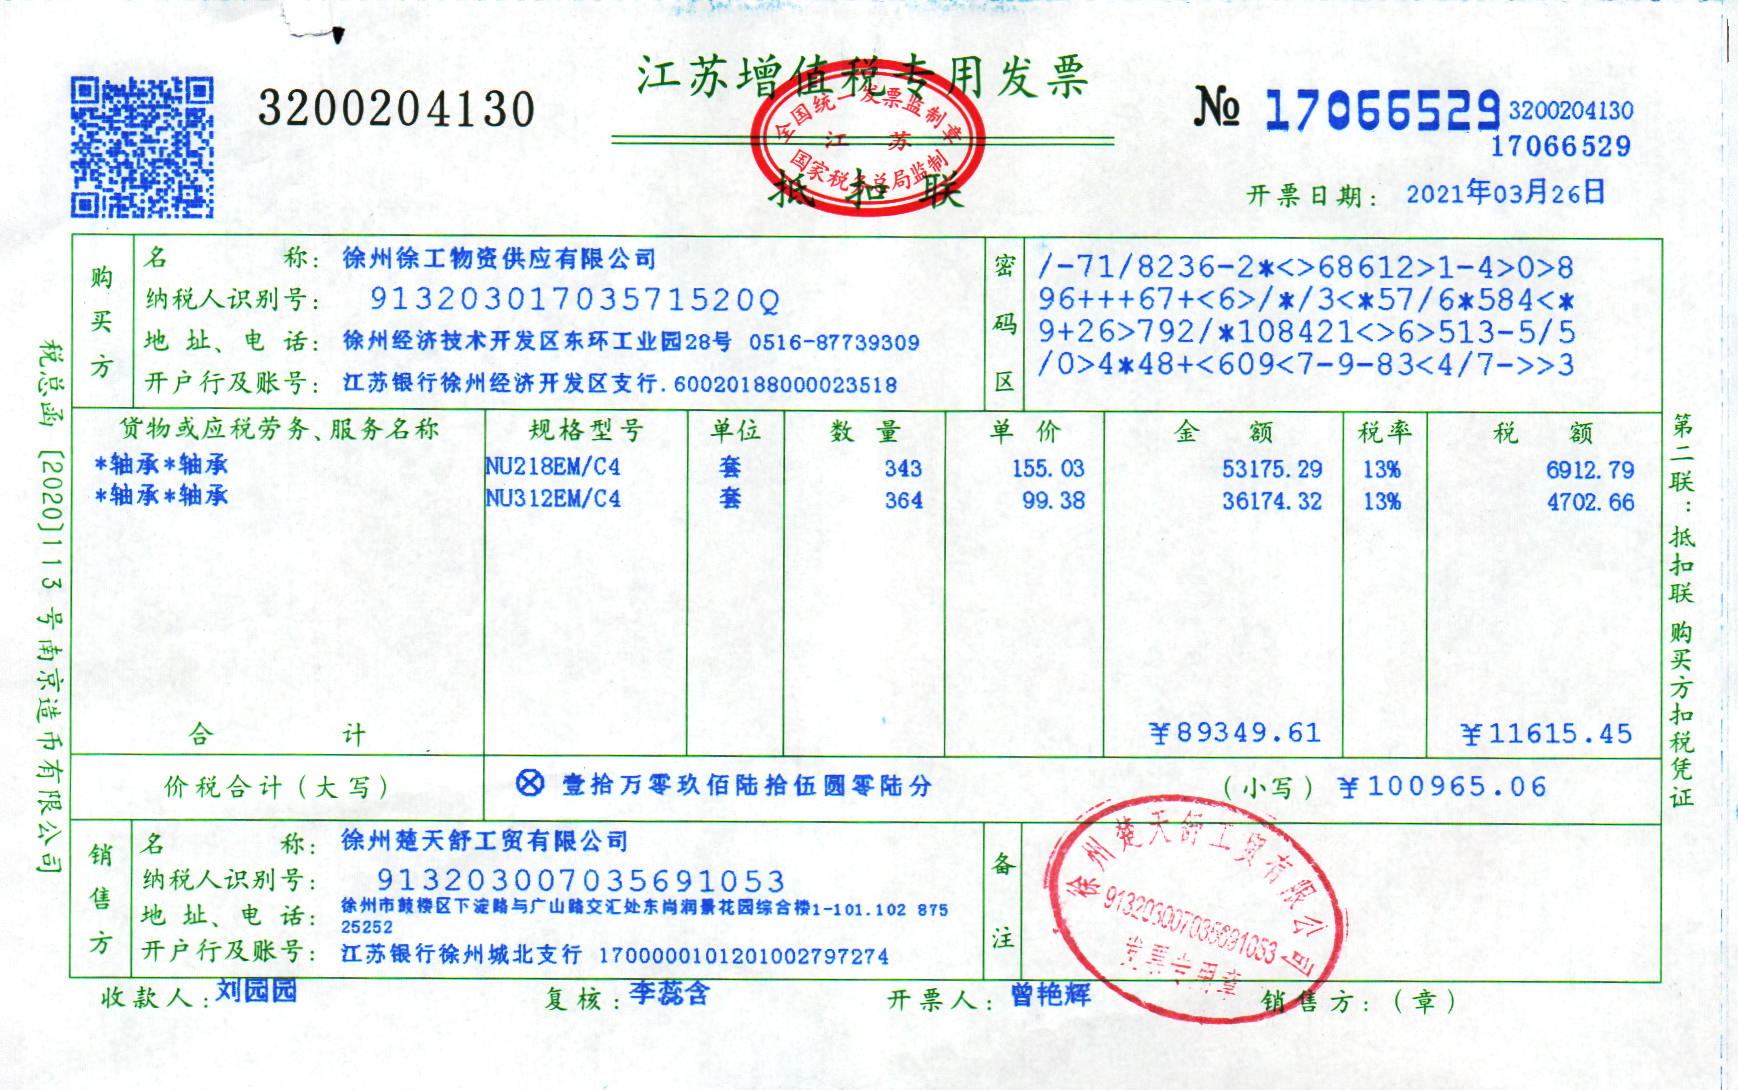 江苏增值税专用发票
3200204130
№ 17066529 3200204130
17066529
全国统一发票监制章
江 苏
国家税务总局监制
抵 扣 联
开票日期： 2021年03月26日
购买方
名 称： 徐州徐工物资供应有限公司
纳税人识别号： 91320301703571520Q
地 址、电 话： 徐州经济技术开发区东环工业园28号 0516-87739309
开户行及账号： 江苏银行徐州经济开发区支行.60020188000023518
密码区
/-71/8236-2*<>68612>1-4>0>8
96+++67+<6>/*/3<*57/6*584<*
9+26>792/*108421<>6>513-5/5
/0>4*48+<609<7-9-83<4/7->>3
货物或应税劳务、服务名称 规格型号 单位 数 量 单 价 金 额 税率 税 额
*轴承*轴承 NU218EM/C4 套 343 155.03 53175.29 13% 6912.79
*轴承*轴承 NU312EM/C4 套 364 99.38 36174.32 13% 4702.66
合 计 ￥89349.61 ￥11615.45
价税合计（大写） ⊗ 壹拾万零玖佰陆拾伍圆零陆分 （小写）￥100965.06
销售方
名 称： 徐州楚天舒工贸有限公司
纳税人识别号： 913203007035691053
地 址、电 话： 徐州市鼓楼区下淀路与广山路交汇处东尚润景花园综合楼1-101.102 875
25252
开户行及账号： 江苏银行徐州城北支行 17000001012010027972​74
备注
徐州楚天舒工贸有限公司
913203007035691053
发票专用章
收款人：刘园园 复核：李蕊含 开票人：曾艳辉 销售方：（章）
税总函 [2020]113 号南京造币有限公司
第二联：抵扣联 购买方扣税凭证